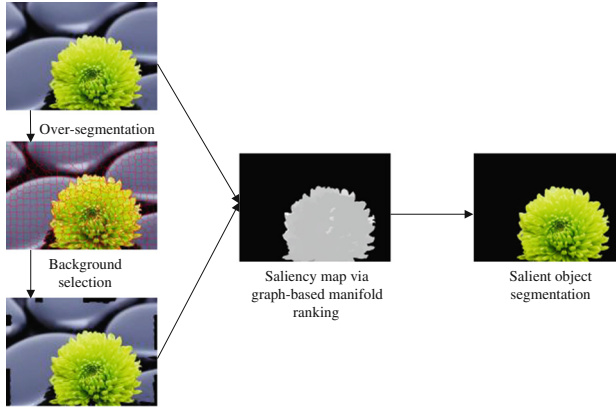 Over-segmentation
Background
selection
Saliency map via
graph-based manifold
ranking
Salient object
segmentation